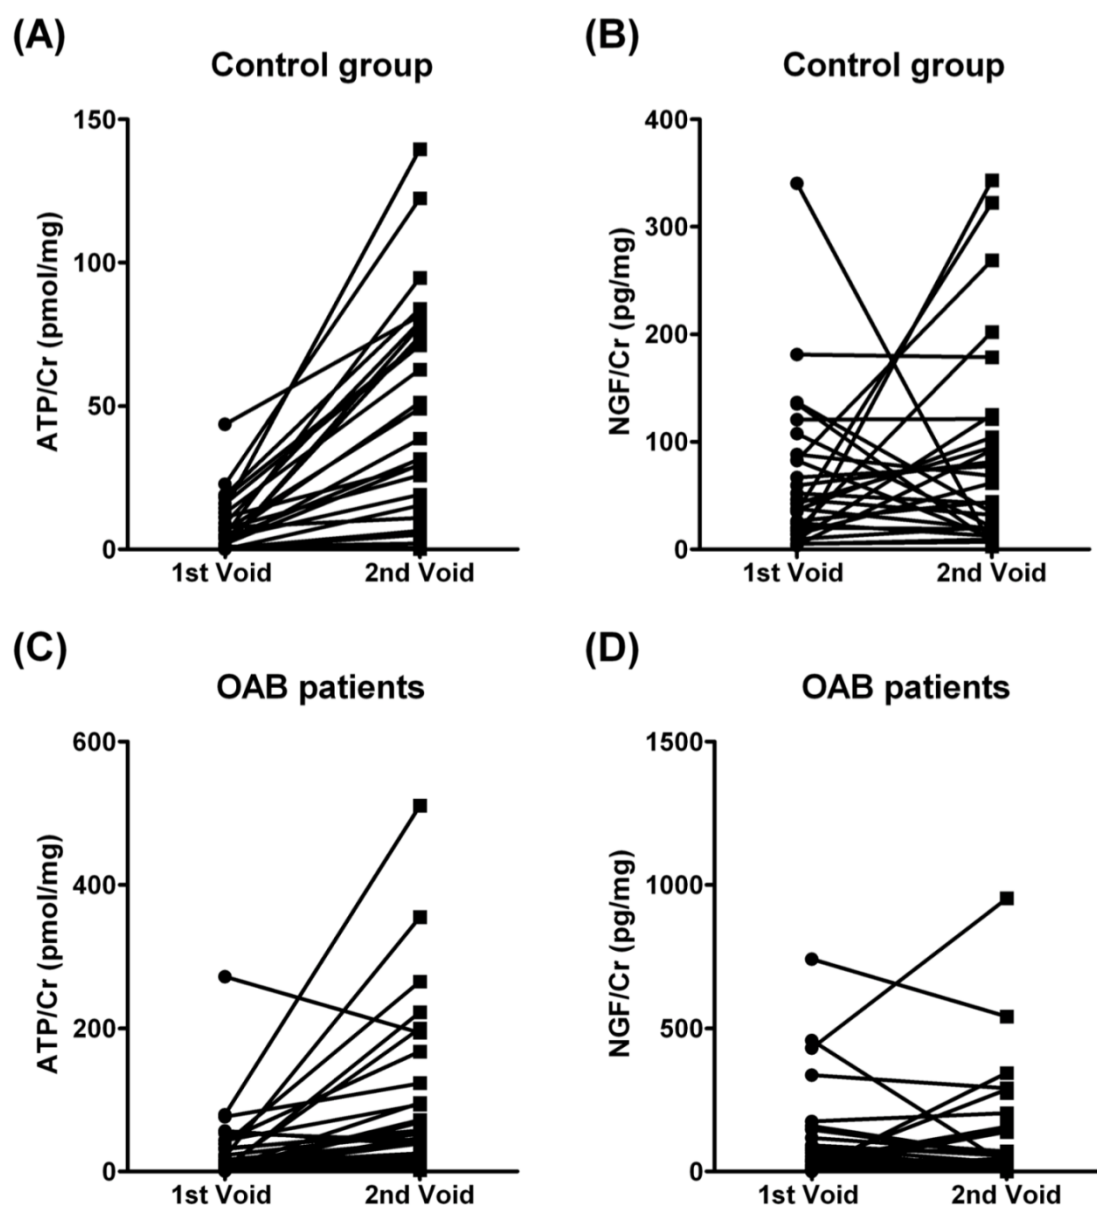 (A)
Control group
ATP/Cr (pmol/mg)
150
100
50
0
1st Void 2nd Void
(B)
Control group
NGF/Cr (pg/mg)
400
300
200
100
0
1st Void 2nd Void
(C)
OAB patients
ATP/Cr (pmol/mg)
600
400
200
0
1st Void 2nd Void
(D)
OAB patients
NGF/Cr (pg/mg)
1500
1000
500
0
1st Void 2nd Void